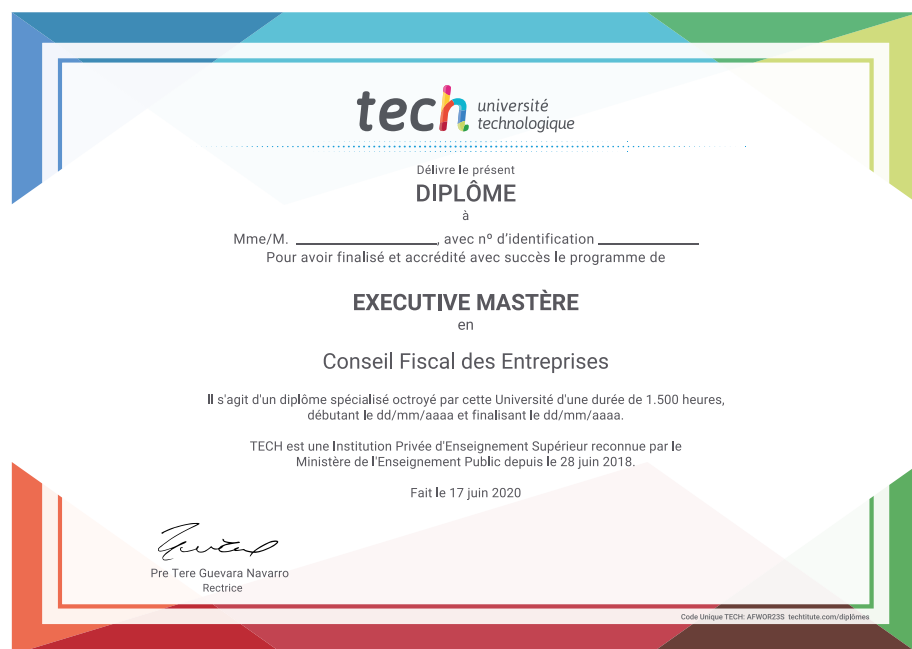 tech université
technologique
Délivre le présent
DIPLÔME
à
Mme/M. ____________, avec nº d'identification ____________
Pour avoir finalisé et accrédité avec succès le programme de
EXECUTIVE MASTÈRE
en
Conseil Fiscal des Entreprises
Il s'agit d'un diplôme spécialisé octroyé par cette Université d'une durée de 1.500 heures,
débutant le dd/mm/aaaa et finalisant le dd/mm/aaaa.
TECH est une Institution Privée d'Enseignement Supérieur reconnue par le
Ministère de l'Enseignement Public depuis le 28 juin 2018.
Fait le 17 juin 2020
Pre Tere Guevara Navarro
Rectrice
Code Unique TECH: AFWOR23S techtitute.com/diplômes